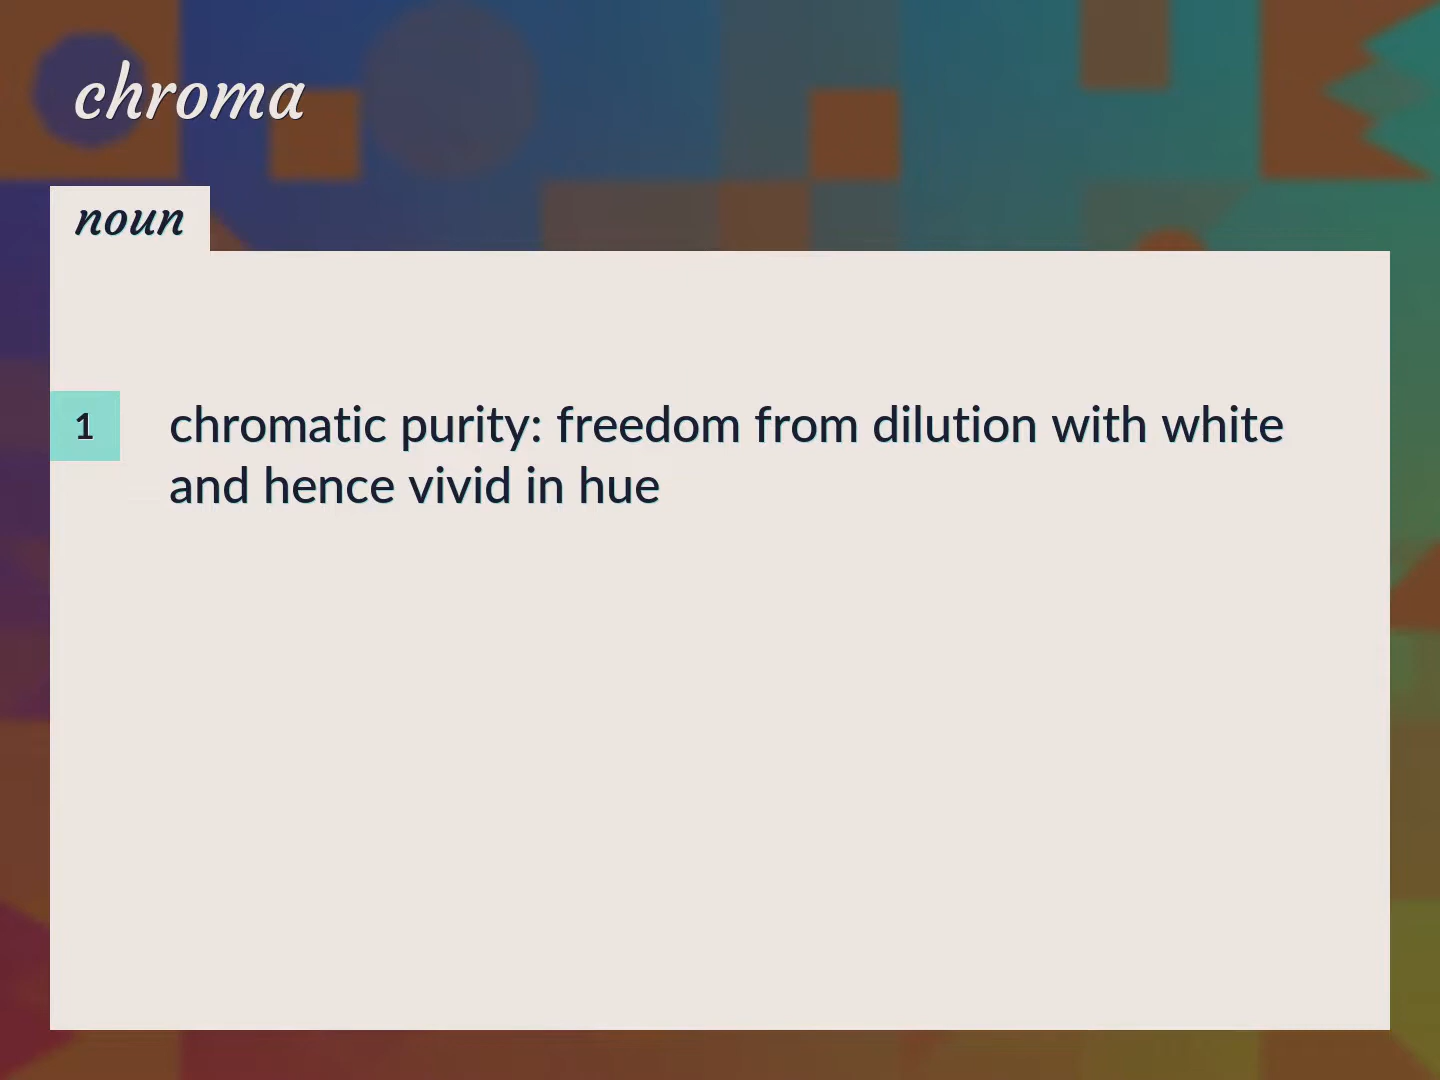 chroma
noun
1
chromatic purity: freedom from dilution with white
and hence vivid in hue